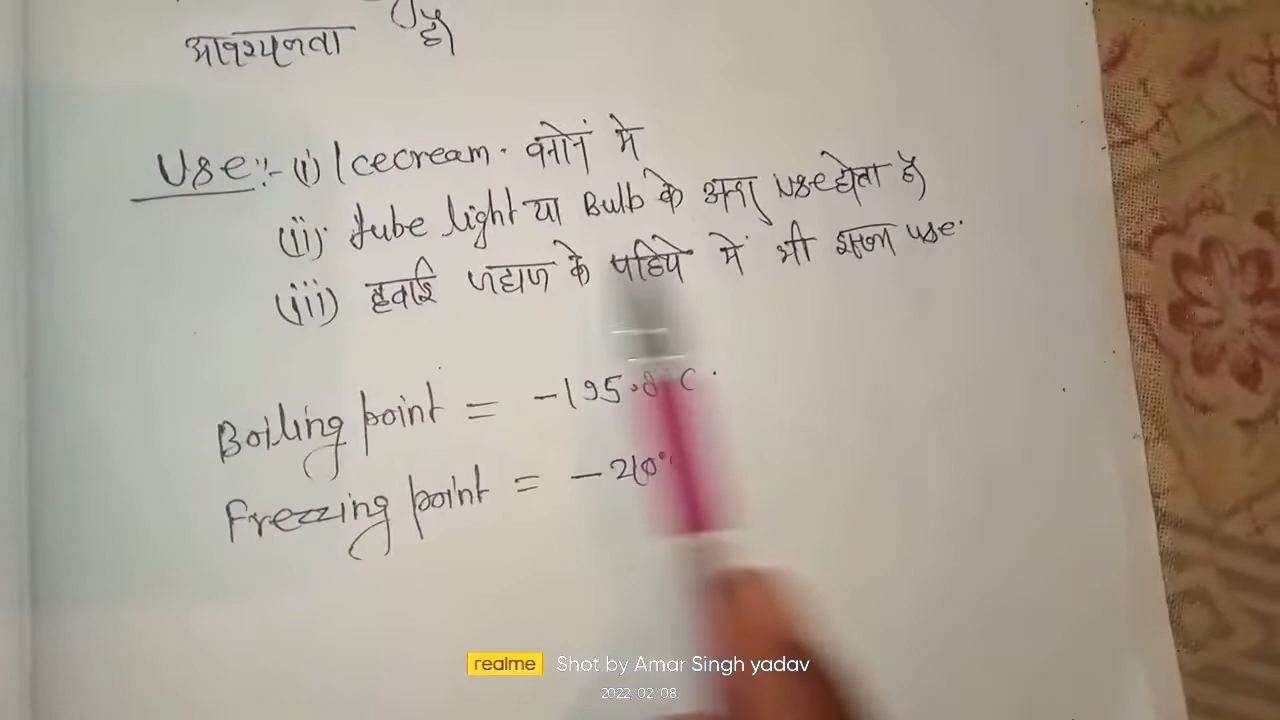 आवश्यकता है।
Use:- (i) Icecream. बनाने में
(ii). tube light या Bulb के अन्दर use होता है
(iii) हवाई जहाज के पहिये में भी इसका use.
Boiling point = -195.8°C.
Frezzing point = -210°
realme Shot by Amar Singh yadav
2022, 02, 08